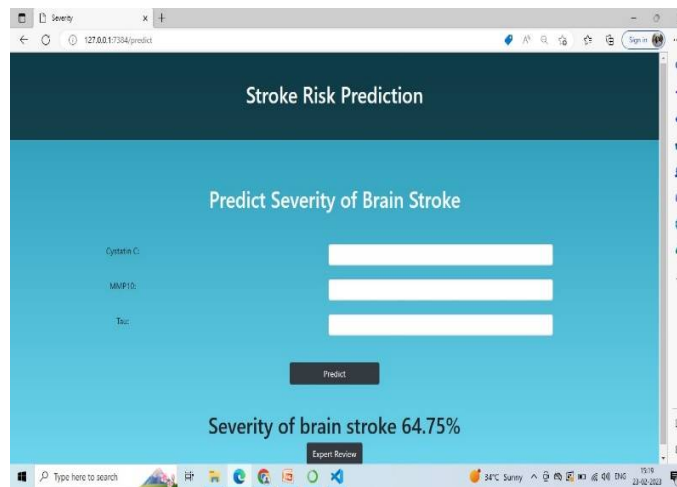 Severity
127.0.0.1:7384/predict
Sign in
Stroke Risk Prediction
Predict Severity of Brain Stroke
Cystatin C:
MMP10:
Tau:
Predict
Severity of brain stroke 64.75%
Expert Review
Type here to search
34°C Sunny
ENG
15:19
23-02-2023